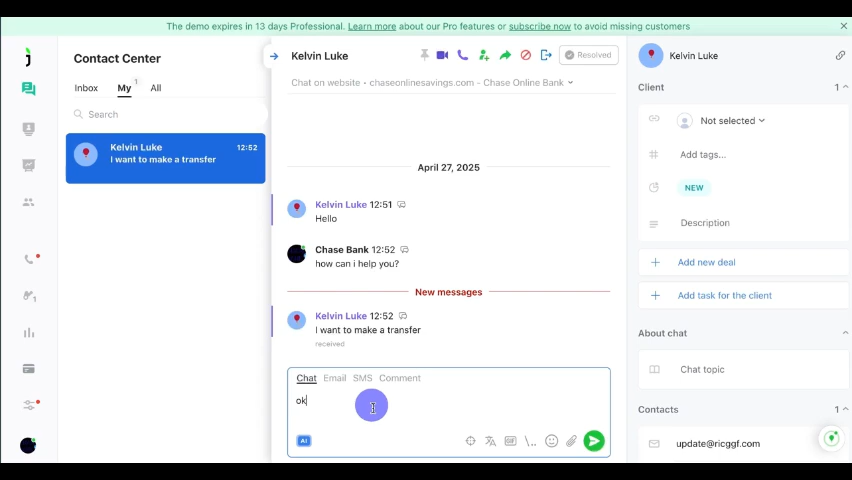 The demo expires in 13 days Professional. Learn more about our Pro features or subscribe now to avoid missing customers
Contact Center
Inbox My 1 All
Search
Kelvin Luke 12:52
I want to make a transfer
Kelvin Luke
Resolved
Chat on website • chaseonlinesavings.com - Chase Online Bank
April 27, 2025
Kelvin Luke 12:51
Hello
Chase Bank 12:52
how can i help you?
New messages
Kelvin Luke 12:52
I want to make a transfer
received
Chat Email SMS Comment
ok
AI
GIF
Kelvin Luke
Client 1
Not selected
Add tags...
NEW
Description
Add new deal
Add task for the client
About chat
Chat topic
Contacts 1
update@ricggf.com